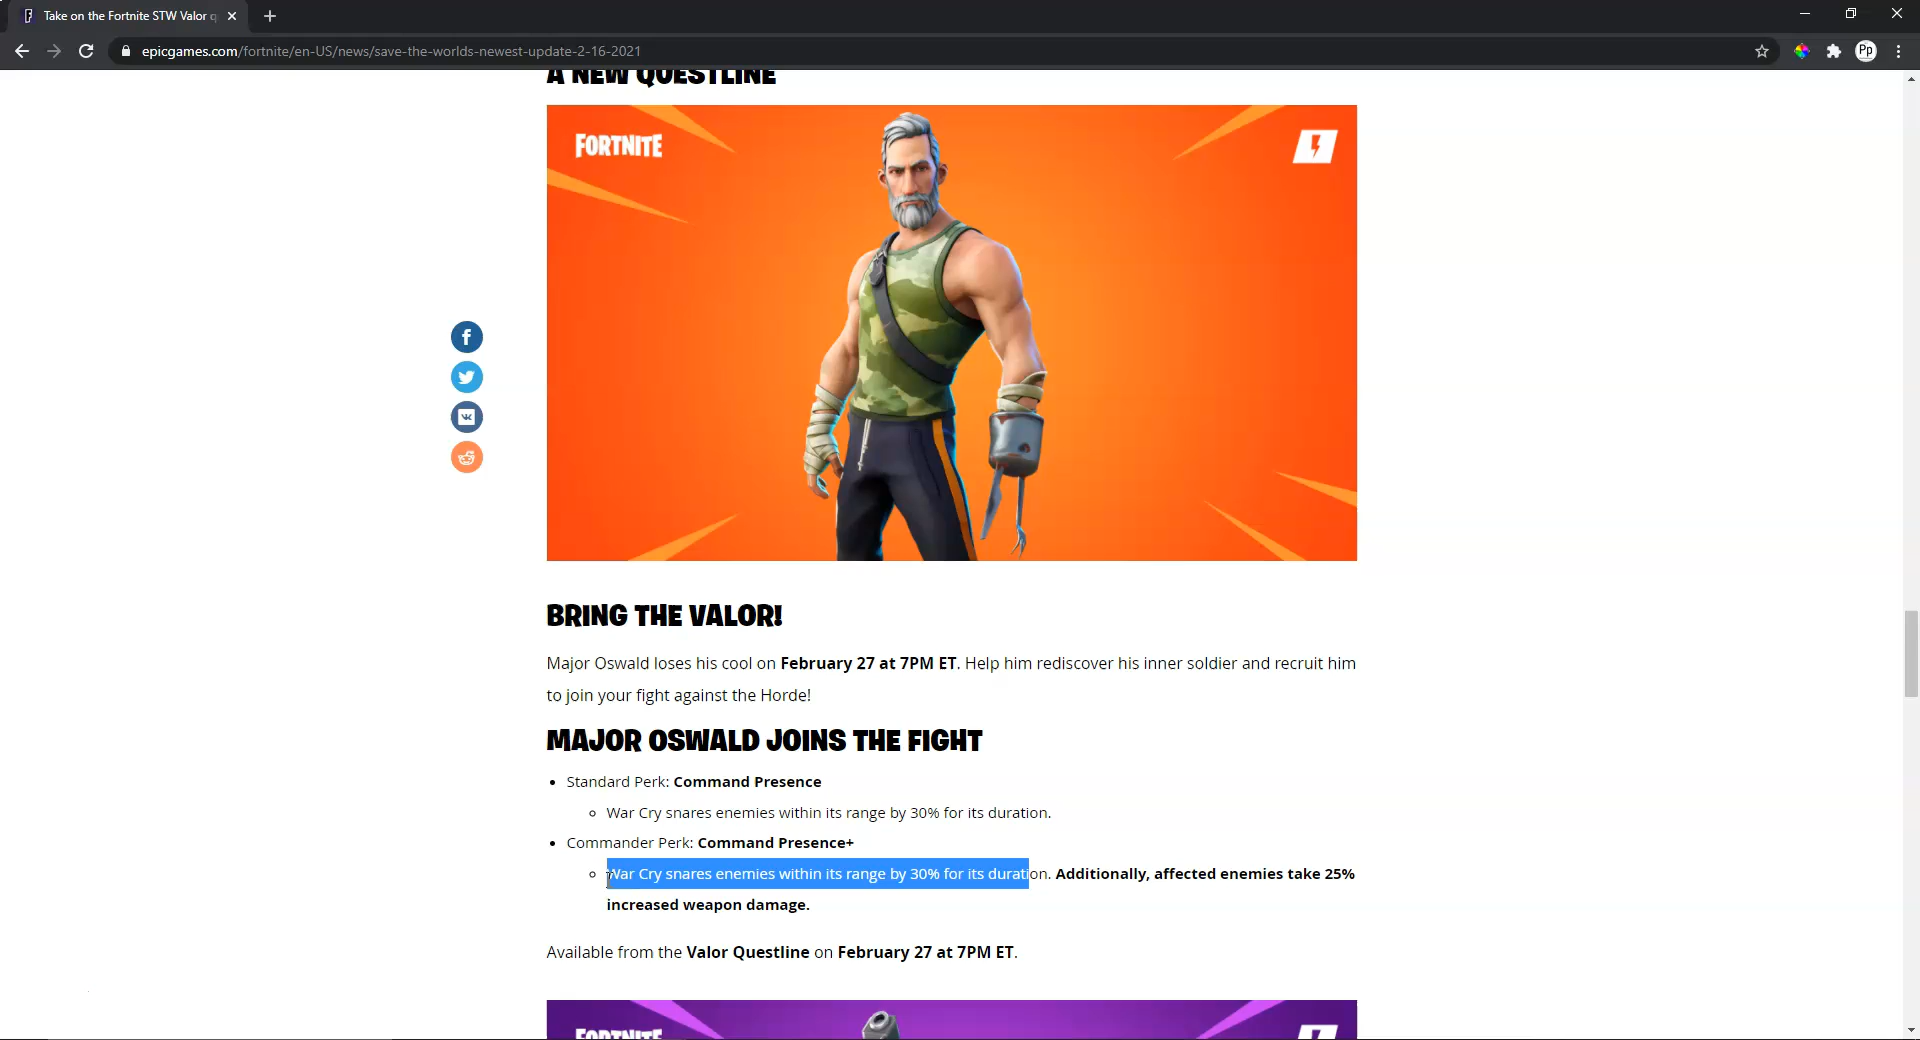 Take on the Fortnite STW Valor q
epicgames.com/fortnite/en-US/news/save-the-worlds-newest-update-2-16-2021
Pp
A NEW QUESTLINE
FORTNITE
BRING THE VALOR!
Major Oswald loses his cool on February 27 at 7PM ET. Help him rediscover his inner soldier and recruit him
to join your fight against the Horde!
MAJOR OSWALD JOINS THE FIGHT
• Standard Perk: Command Presence
○ War Cry snares enemies within its range by 30% for its duration.
• Commander Perk: Command Presence+
○ War Cry snares enemies within its range by 30% for its duration. Additionally, affected enemies take 25%
increased weapon damage.
Available from the Valor Questline on February 27 at 7PM ET.
FORTNITE